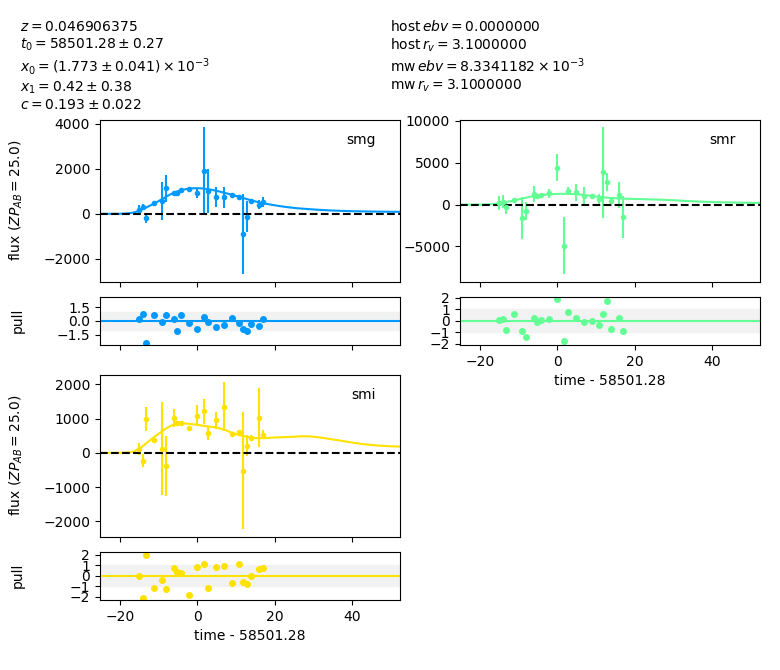 z = 0.046906375
t₀ = 58501.28 ± 0.27
x₀ = (1.773 ± 0.041) × 10⁻³
x₁ = 0.42 ± 0.38
c = 0.193 ± 0.022
host ebv = 0.0000000
host r_v = 3.1000000
mw ebv = 8.3341182 × 10⁻³
mw r_v = 3.1000000
smg
4000
2000
0
−2000
flux (ZP_AB = 25.0)
1.5
0.0
−1.5
pull
smr
10000
5000
0
−5000
2
1
0
−1
−2
−20 0 20 40
time - 58501.28
smi
2000
1000
0
−1000
−2000
flux (ZP_AB = 25.0)
2
1
0
−1
−2
pull
−20 0 20 40
time - 58501.28